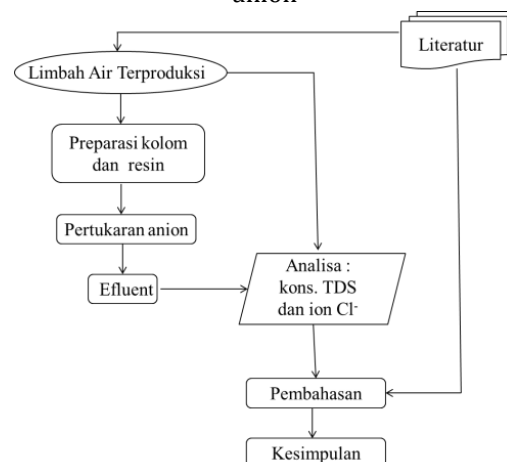 anion
Literatur
Limbah Air Terproduksi
Preparasi kolom
dan resin
Pertukaran anion
Efluent
Analisa :
kons. TDS
dan ion Cl⁻
Pembahasan
Kesimpulan